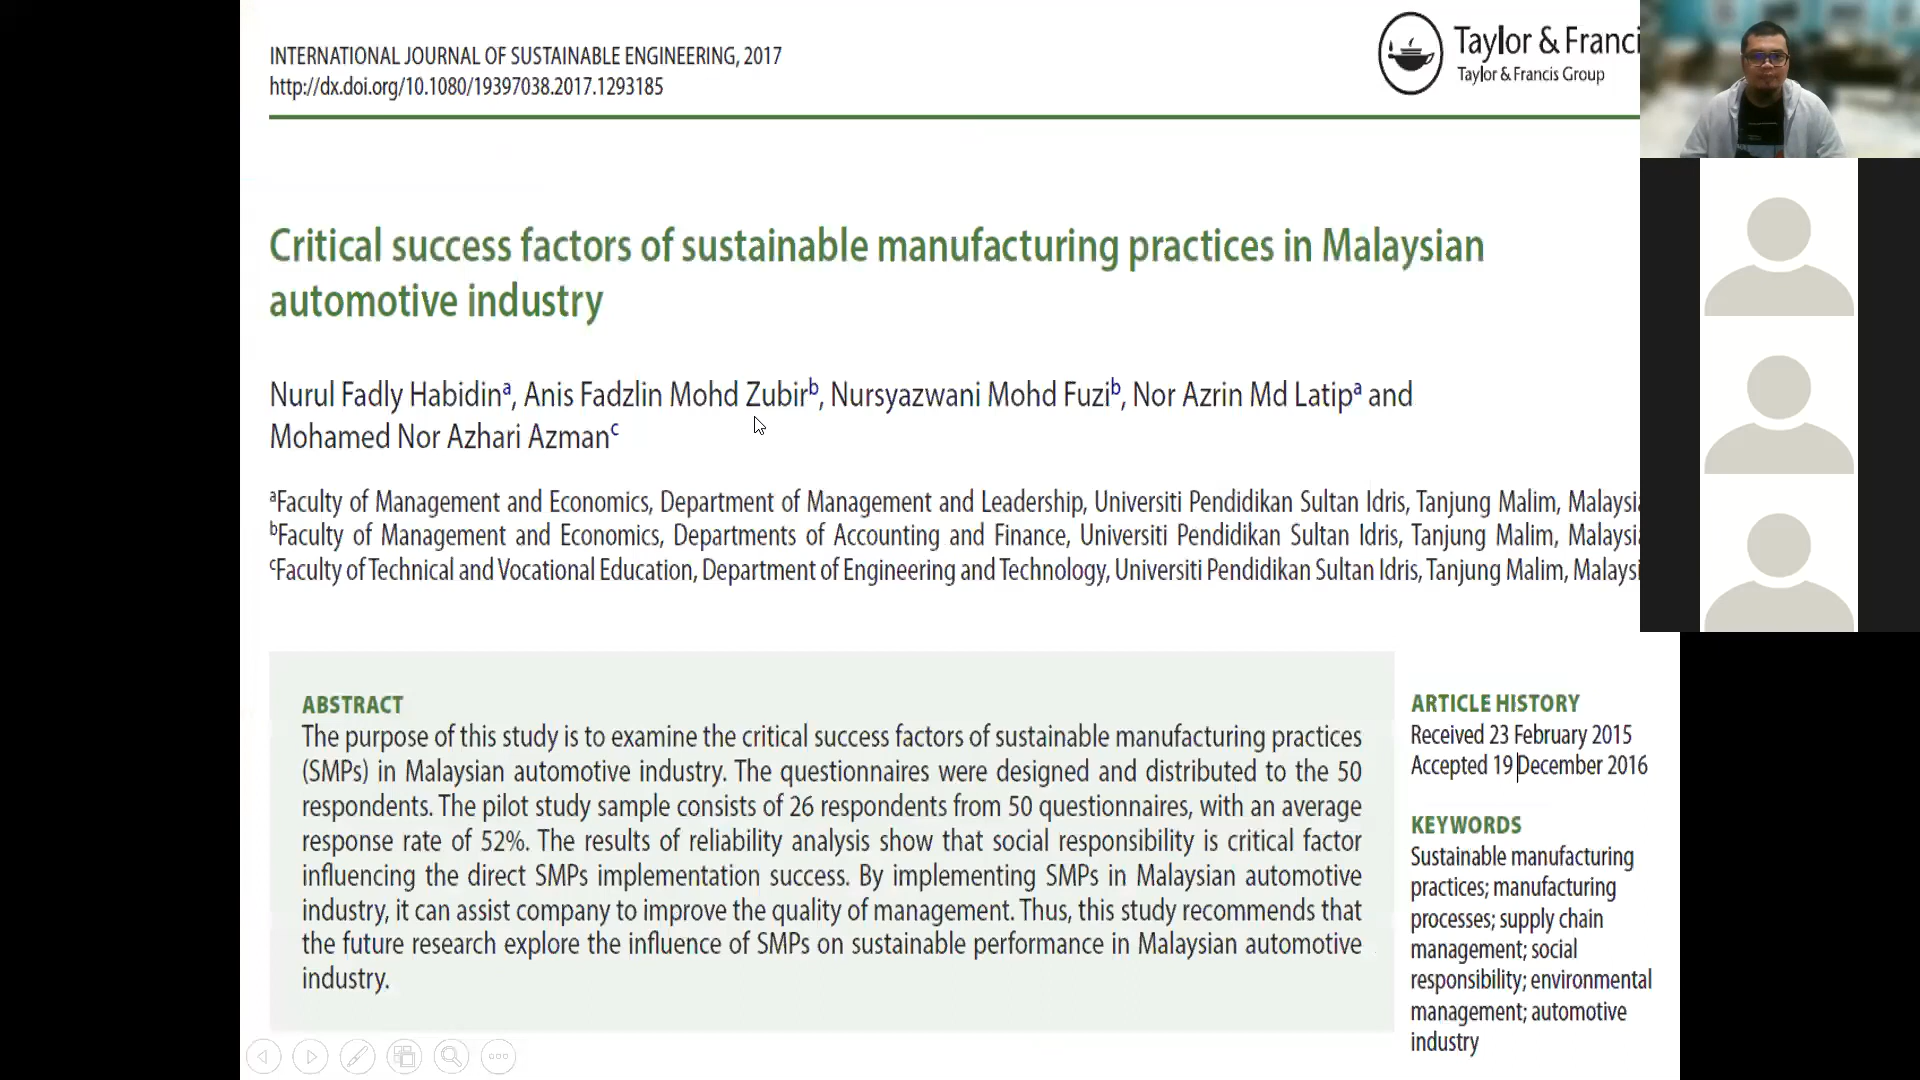 INTERNATIONAL JOURNAL OF SUSTAINABLE ENGINEERING, 2017
http://dx.doi.org/10.1080/19397038.2017.1293185
Taylor & Franci
Taylor & Francis Group
Critical success factors of sustainable manufacturing practices in Malaysian
automotive industry
Nurul Fadly Habidinᵃ, Anis Fadzlin Mohd Zubirᵇ, Nursyazwani Mohd Fuziᵇ, Nor Azrin Md Latipᵃ and
Mohamed Nor Azhari Azmanᶜ
ᵃFaculty of Management and Economics, Department of Management and Leadership, Universiti Pendidikan Sultan Idris, Tanjung Malim, Malaysi
ᵇFaculty of Management and Economics, Departments of Accounting and Finance, Universiti Pendidikan Sultan Idris, Tanjung Malim, Malaysi
ᶜFaculty of Technical and Vocational Education, Department of Engineering and Technology, Universiti Pendidikan Sultan Idris, Tanjung Malim, Malaysi
ABSTRACT
The purpose of this study is to examine the critical success factors of sustainable manufacturing practices
(SMPs) in Malaysian automotive industry. The questionnaires were designed and distributed to the 50
respondents. The pilot study sample consists of 26 respondents from 50 questionnaires, with an average
response rate of 52%. The results of reliability analysis show that social responsibility is critical factor
influencing the direct SMPs implementation success. By implementing SMPs in Malaysian automotive
industry, it can assist company to improve the quality of management. Thus, this study recommends that
the future research explore the influence of SMPs on sustainable performance in Malaysian automotive
industry.
ARTICLE HISTORY
Received 23 February 2015
Accepted 19 December 2016
KEYWORDS
Sustainable manufacturing
practices; manufacturing
processes; supply chain
management; social
responsibility; environmental
management; automotive
industry